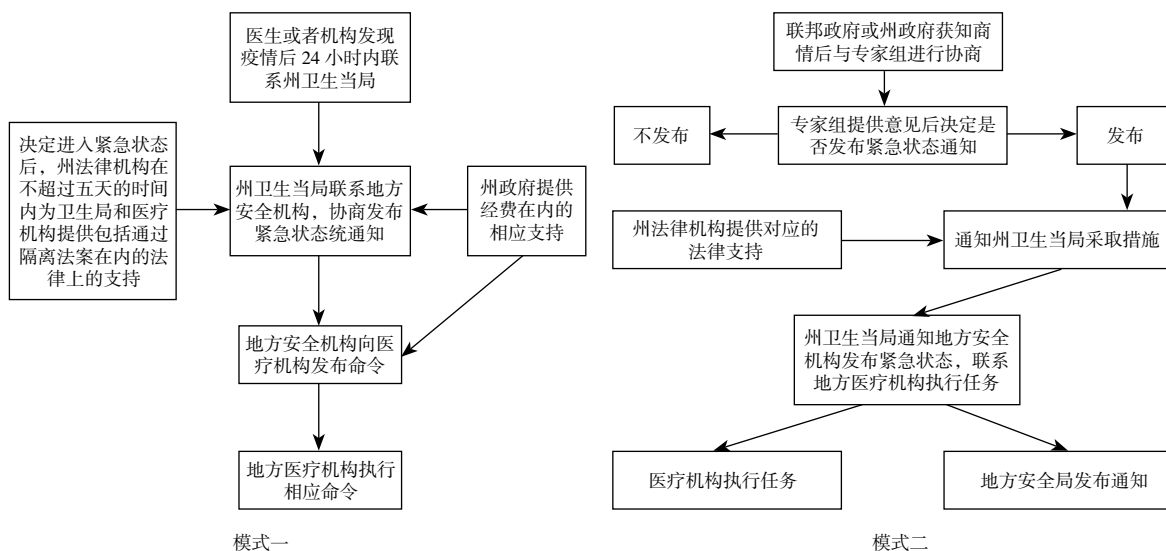 医生或者机构发现
疫情后 24 小时内联
系州卫生当局
决定进入紧急状态
后，州法律机构在
不超过五天的时间
内为卫生局和医疗
机构提供包括通过
隔离法案在内的法
律上的支持
州卫生当局联系地方
安全机构，协商发布
紧急状态统通知
州政府提供
经费在内的
相应支持
地方安全机构向医
疗机构发布命令
地方医疗机构执行
相应命令
模式一
联邦政府或州政府获知商
情后与专家组进行协商
不发布
专家组提供意见后决定是
否发布紧急状态通知
发布
州法律机构提供对应的
法律支持
通知州卫生当局采取措施
州卫生当局通知地方安全
机构发布紧急状态，联系
地方医疗机构执行任务
医疗机构执行任务
地方安全局发布通知
模式二